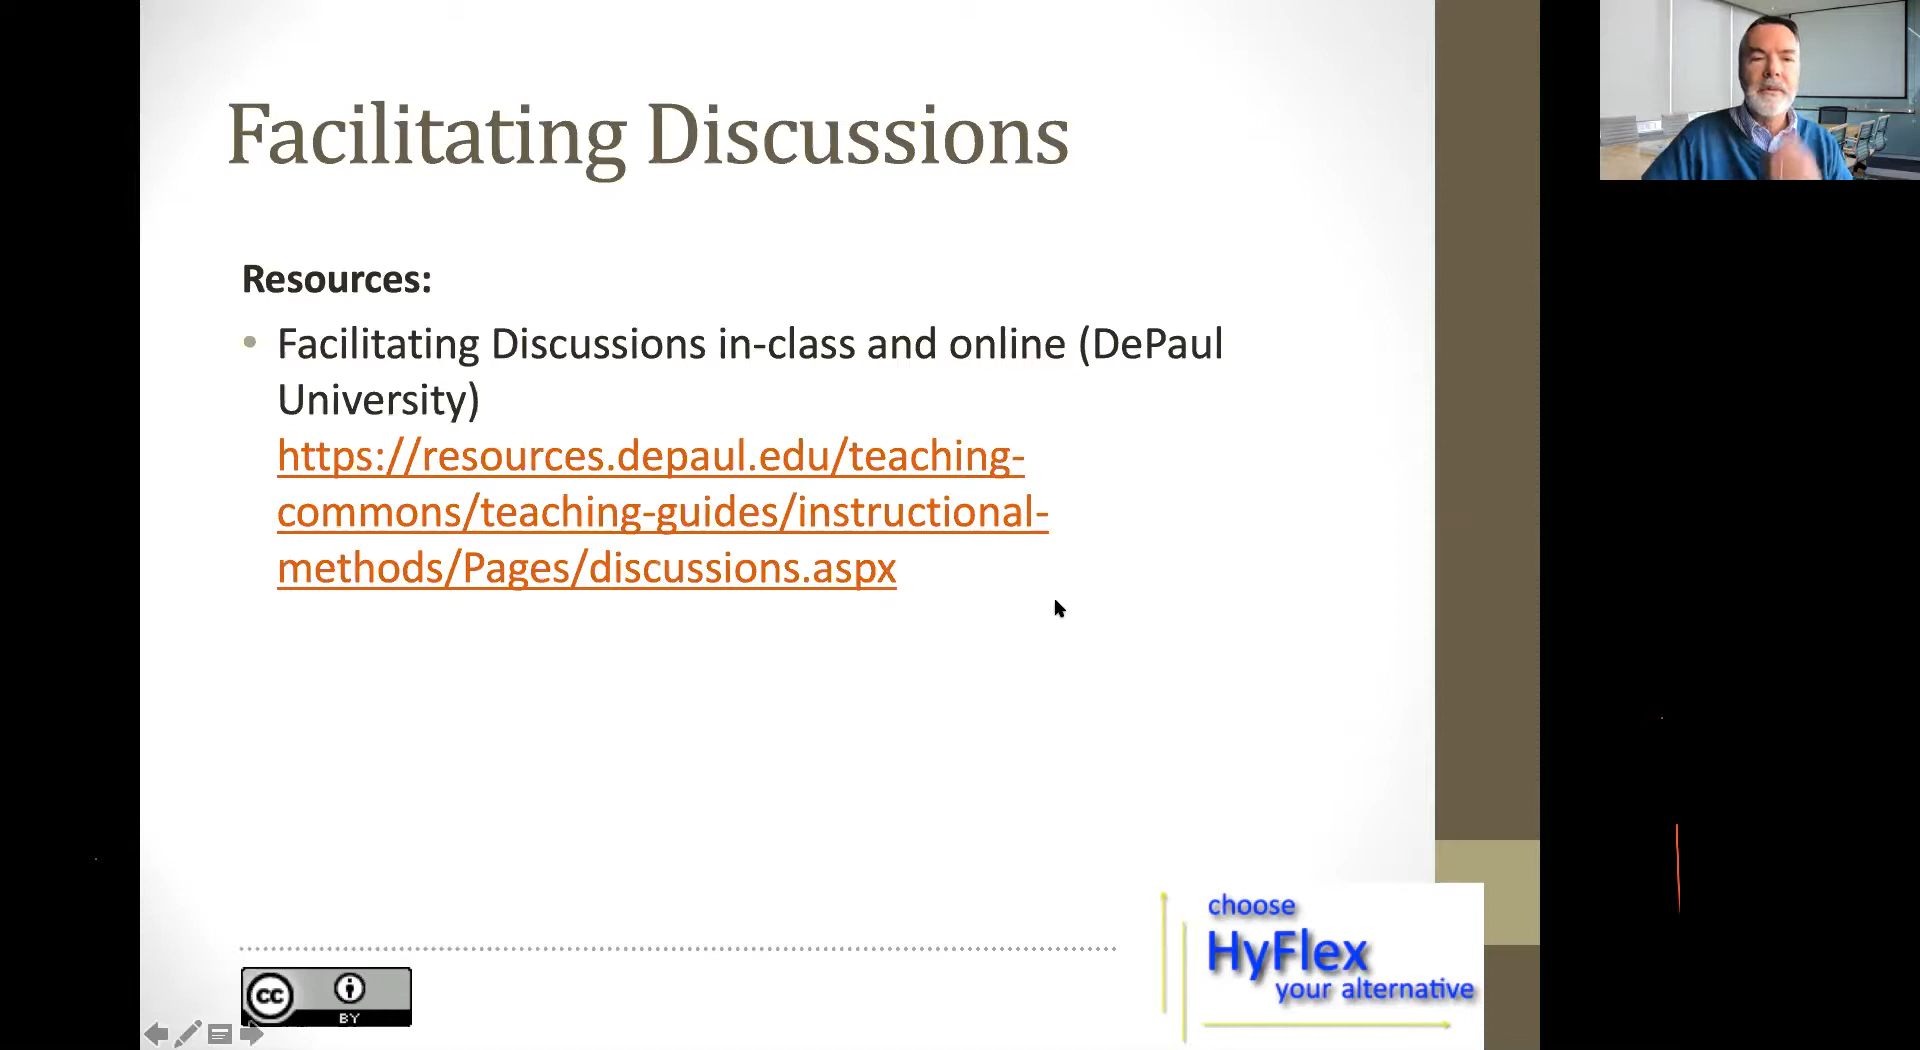 Facilitating Discussions
Resources:
• Facilitating Discussions in-class and online (DePaul
University)
https://resources.depaul.edu/teaching-
commons/teaching-guides/instructional-
methods/Pages/discussions.aspx
choose
HyFlex
your alternative
cc
BY